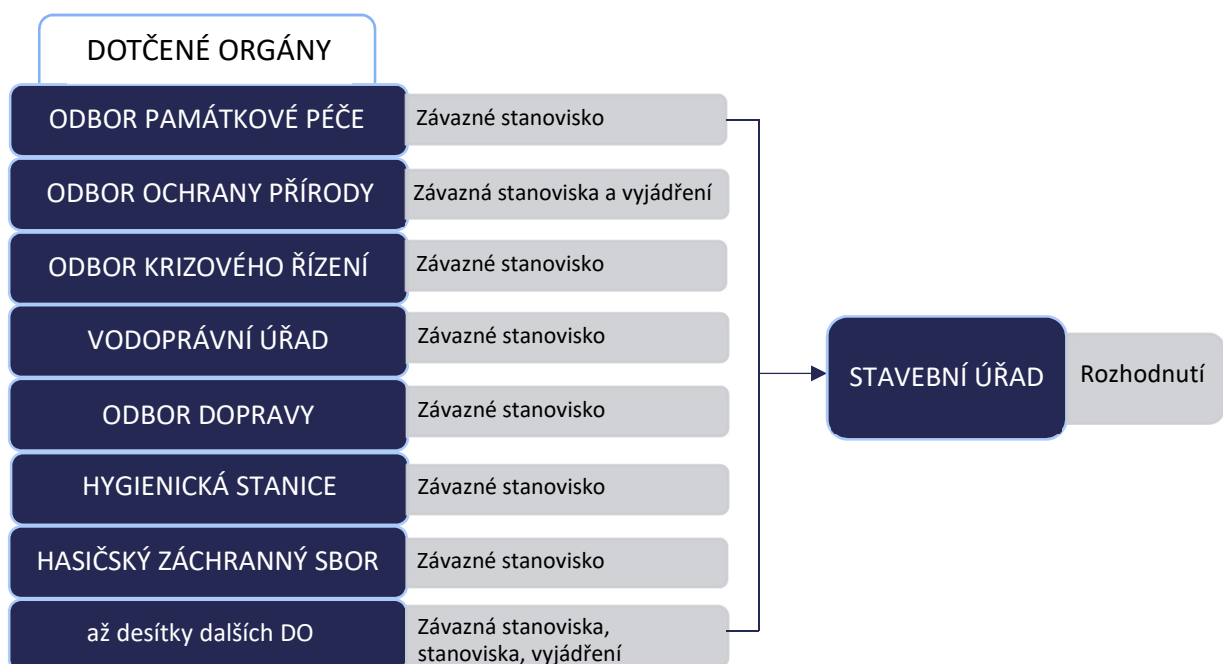 DOTČENÉ ORGÁNY
ODBOR PAMÁTKOVÉ PÉČE
Závazné stanovisko
ODBOR OCHRANY PŘÍRODY
Závazná stanoviska a vyjádření
ODBOR KRIZOVÉHO ŘÍZENÍ
Závazné stanovisko
VODOPRÁVNÍ ÚŘAD
Závazné stanovisko
ODBOR DOPRAVY
Závazné stanovisko
HYGIENICKÁ STANICE
Závazné stanovisko
HASIČSKÝ ZÁCHRANNÝ SBOR
Závazné stanovisko
až desítky dalších DO
Závazná stanoviska,
stanoviska, vyjádření
STAVEBNÍ ÚŘAD
Rozhodnutí